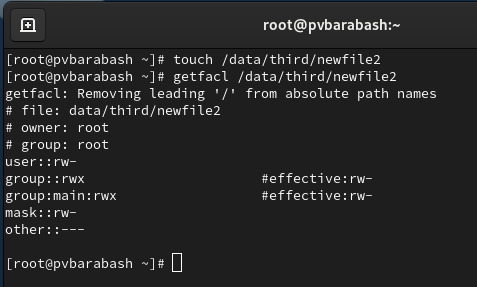 root@pvbarabash:~
[root@pvbarabash ~]# touch /data/third/newfile2
[root@pvbarabash ~]# getfacl /data/third/newfile2
getfacl: Removing leading '/' from absolute path names
# file: data/third/newfile2
# owner: root
# group: root
user::rw-
group::rwx                      #effective:rw-
group:main:rwx                  #effective:rw-
mask::rw-
other::---
[root@pvbarabash ~]#